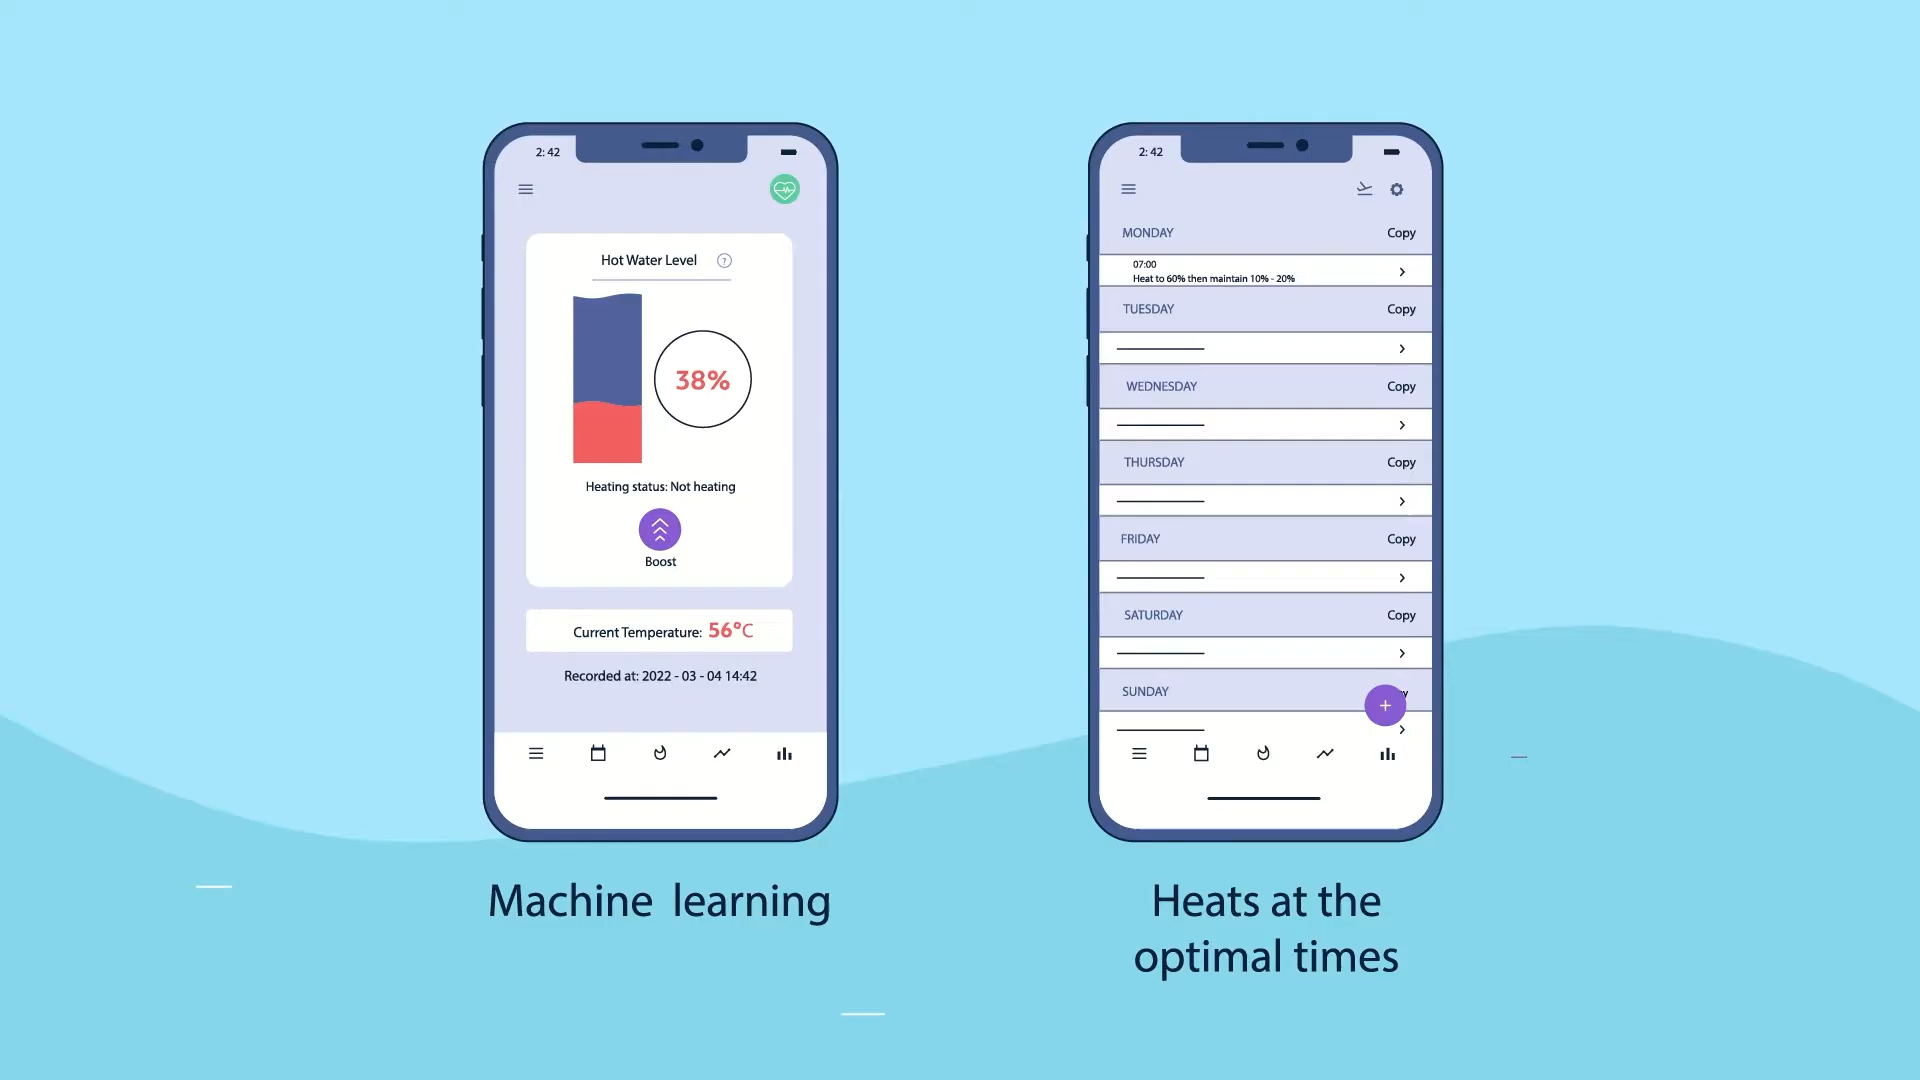 2: 42
Hot Water Level ?
38%
Heating status: Not heating
Boost
Current Temperature: 56°C
Recorded at: 2022 - 03 - 04 14:42
Machine learning
2: 42
MONDAY Copy
07:00
Heat to 60% then maintain 10% - 20%
TUESDAY Copy
WEDNESDAY Copy
THURSDAY Copy
FRIDAY Copy
SATURDAY Copy
SUNDAY
Heats at the
optimal times